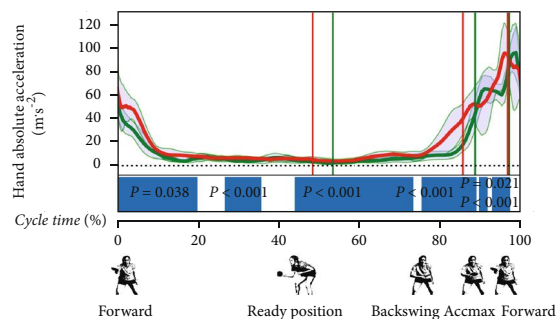 Hand absolute acceleration
(m·s-2)
120
100
80
60
40
20
0
P = 0.038
P < 0.001
P < 0.001
P < 0.001
P = 0.021
P < 0.001
Cycle time (%)
0 20 40 60 80 100
Forward Ready position Backswing Accmax Forward